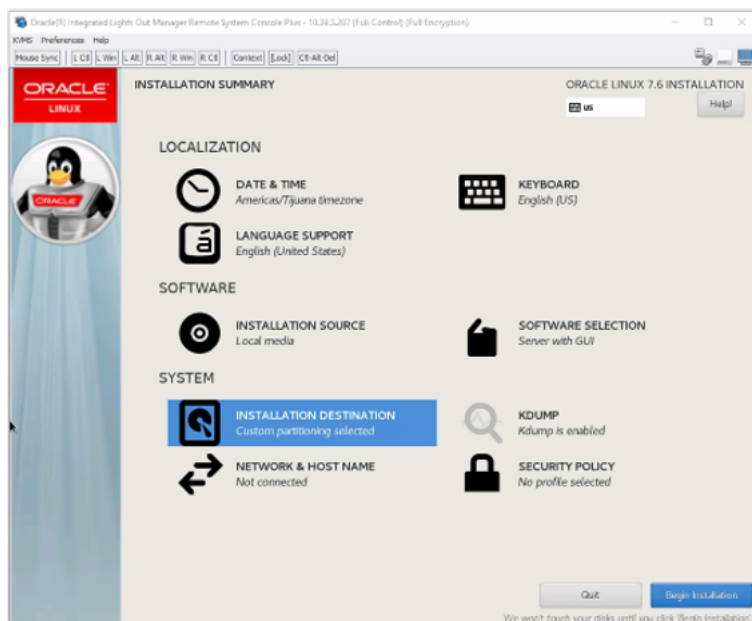 Oracle(R) Integrated Lights Out Manager Remote System Console Plus - 10.38.3.207 (Full Control) (Full Encryption)
KVMS Preferences Help
Mouse Sync L Ctl L Win L Alt R Alt R Win R Ctl Context [Lock] Ctl-Alt-Del
ORACLE
LINUX
INSTALLATION SUMMARY
ORACLE LINUX 7.6 INSTALLATION
us
Help!
ORACLE
LOCALIZATION
DATE & TIME
Americas/Tijuana timezone
KEYBOARD
English (US)
á
LANGUAGE SUPPORT
English (United States)
SOFTWARE
INSTALLATION SOURCE
Local media
SOFTWARE SELECTION
Server with GUI
SYSTEM
INSTALLATION DESTINATION
Custom partitioning selected
KDUMP
Kdump is enabled
NETWORK & HOST NAME
Not connected
SECURITY POLICY
No profile selected
Quit
Begin Installation
We won't touch your disks until you click 'Begin Installation'